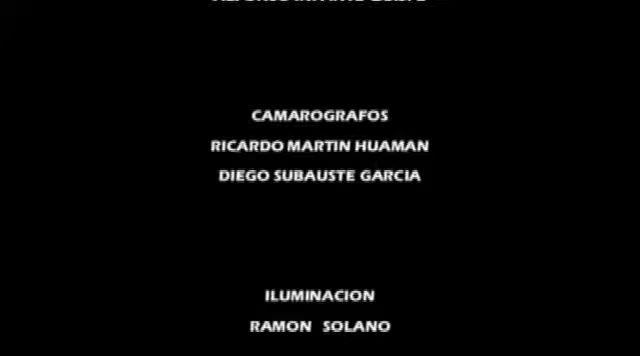 CAMAROGRAFOS
RICARDO MARTIN HUAMAN
DIEGO SUBAUSTE GARCIA
ILUMINACION
RAMON SOLANO